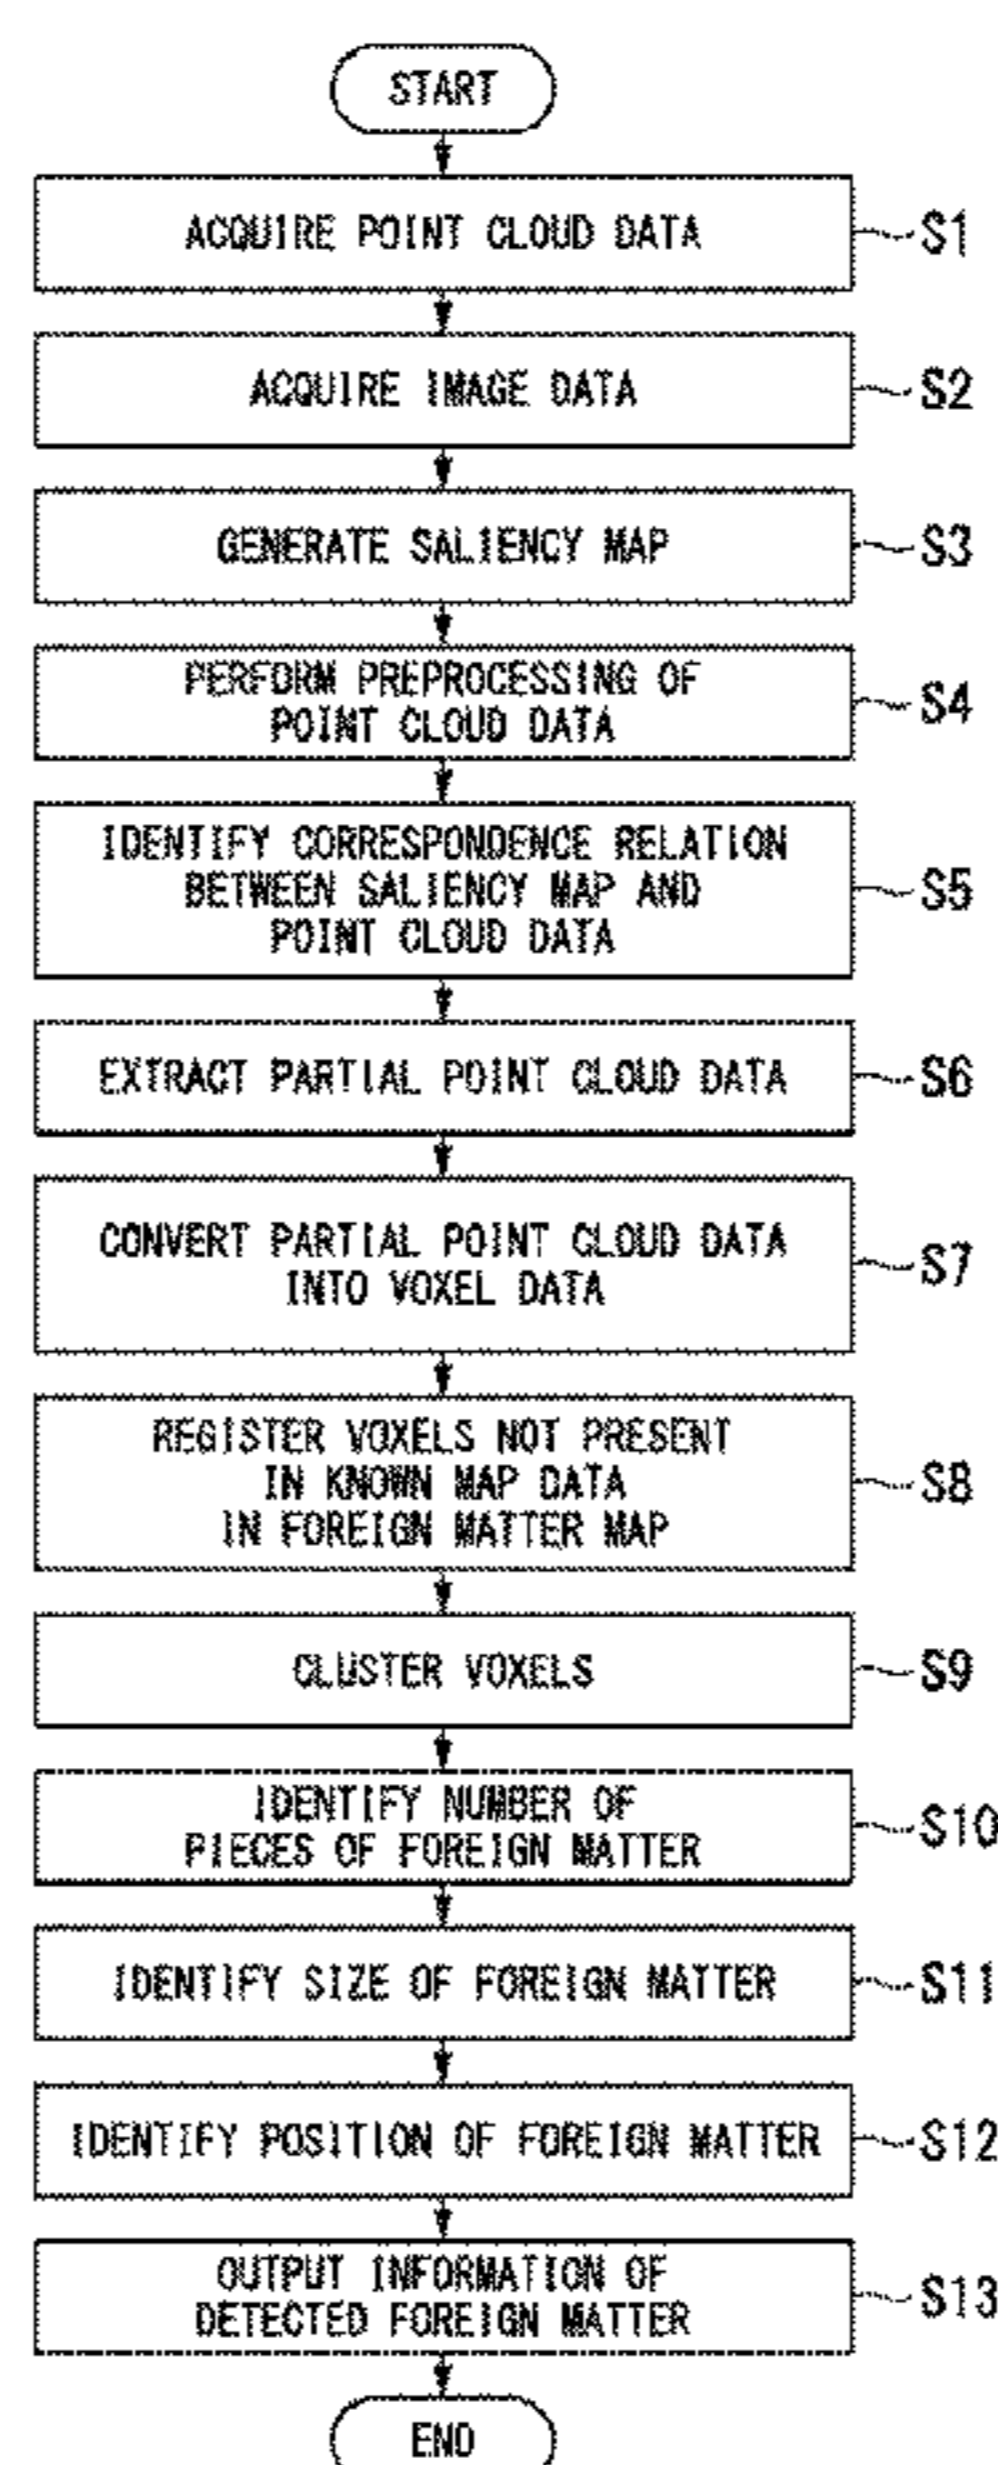 START
ACQUIRE POINT CLOUD DATA
S1
ACQUIRE IMAGE DATA
S2
GENERATE SALIENCY MAP
S3
PERFORM PREPROCESSING OF
POINT CLOUD DATA
S4
IDENTIFY CORRESPONDENCE RELATION
BETWEEN SALIENCY MAP AND
POINT CLOUD DATA
S5
EXTRACT PARTIAL POINT CLOUD DATA
S6
CONVERT PARTIAL POINT CLOUD DATA
INTO VOXEL DATA
S7
REGISTER VOXELS NOT PRESENT
IN KNOWN MAP DATA
IN FOREIGN MATTER MAP
S8
CLUSTER VOXELS
S9
IDENTIFY NUMBER OF
PIECES OF FOREIGN MATTER
S10
IDENTIFY SIZE OF FOREIGN MATTER
S11
IDENTIFY POSITION OF FOREIGN MATTER
S12
OUTPUT INFORMATION OF
DETECTED FOREIGN MATTER
S13
END